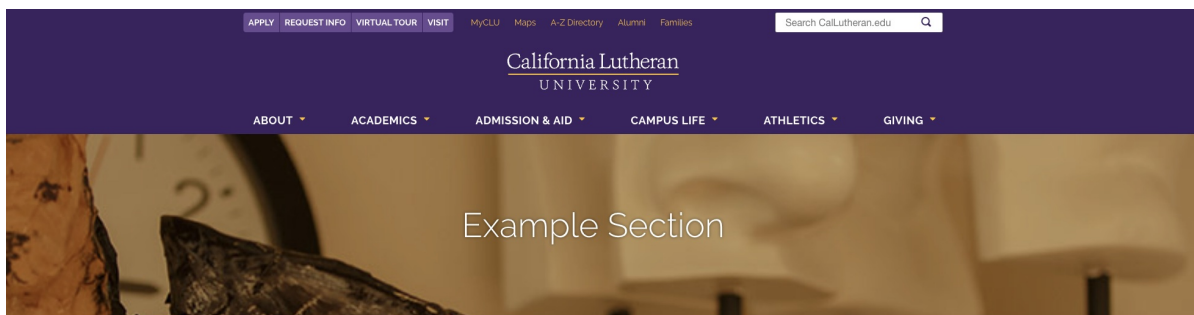 APPLY REQUEST INFO VIRTUAL TOUR VISIT MyCLU Maps A-Z Directory Alumni Families Search CalLutheran.edu
California Lutheran
UNIVERSITY
ABOUT ACADEMICS ADMISSION & AID CAMPUS LIFE ATHLETICS GIVING
2
Example Section